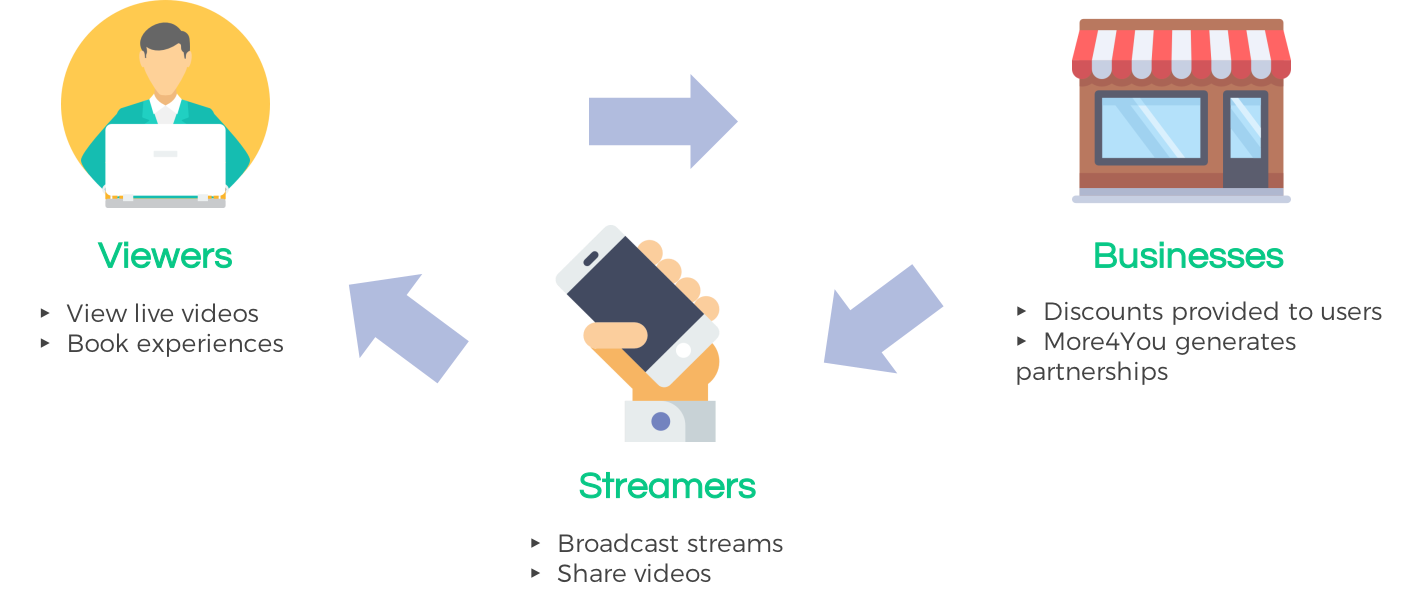 Viewers
‣ View live videos
‣ Book experiences
Businesses
‣ Discounts provided to users
‣ More4You generates
partnerships
Streamers
‣ Broadcast streams
‣ Share videos